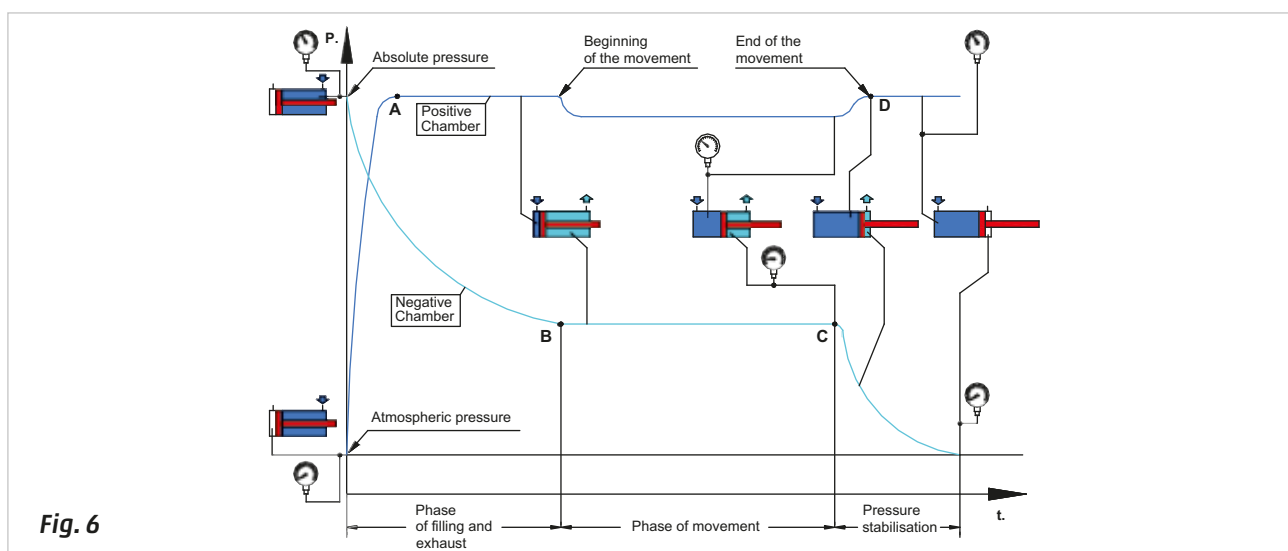 P.
Absolute pressure
Beginning
of the movement
End of the
movement
A
Positive
Chamber
D
Negative
Chamber
B
C
Atmospheric pressure
t.
Phase
of filling and
exhaust
Phase of movement
Pressure
stabilisation
Fig. 6